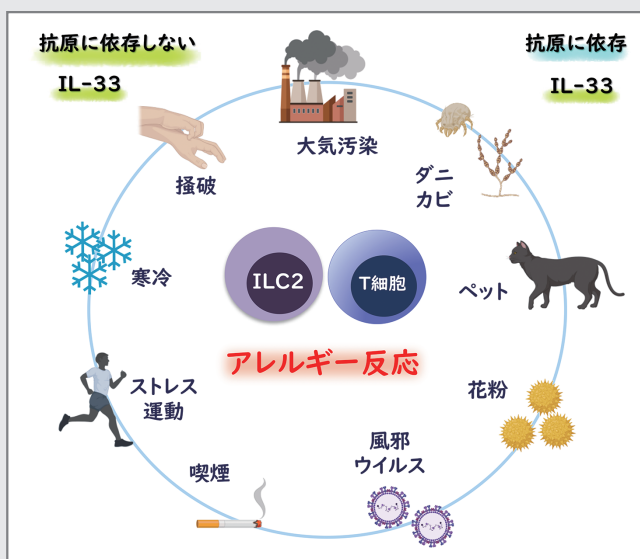 抗原に依存しない
IL-33
抗原に依存
IL-33
大気汚染
掻破
ダニ
カビ
寒冷
ILC2
T細胞
ペット
アレルギー反応
ストレス
運動
花粉
風邪
ウイルス
喫煙